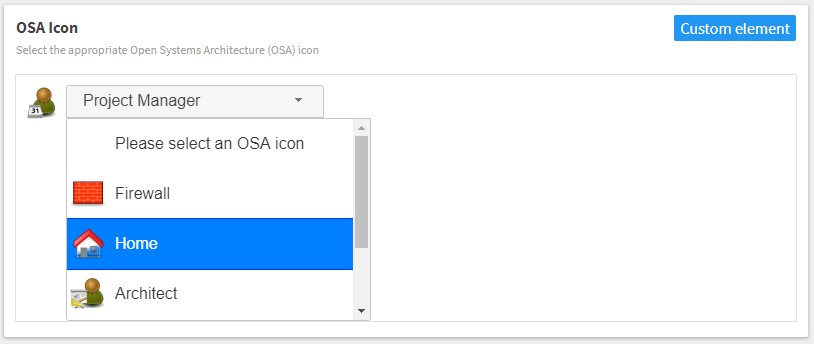 OSA Icon
Custom element
Select the appropriate Open Systems Architecture (OSA) icon
31
Project Manager
Please select an OSA icon
Firewall
Home
Architect